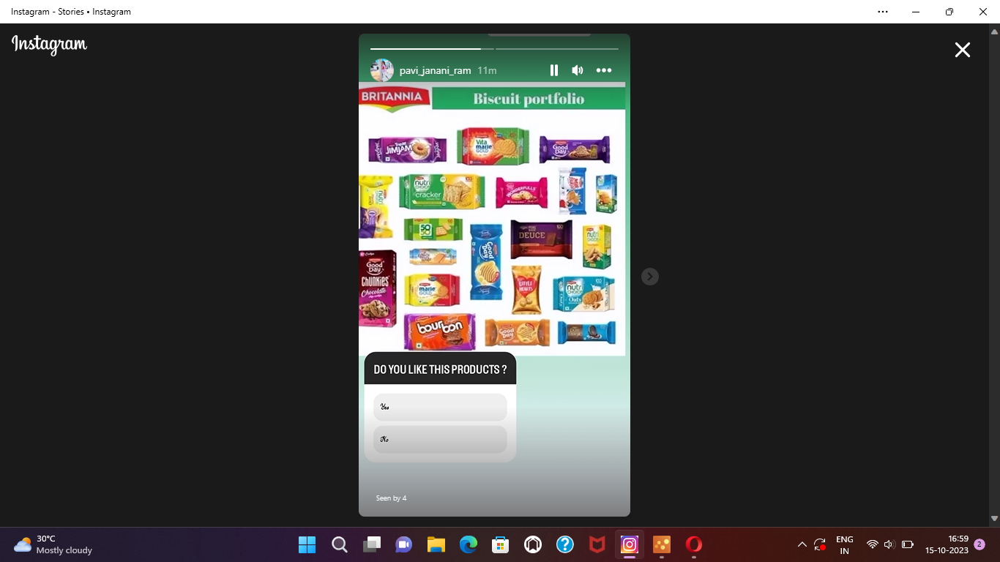 Instagram - Stories • Instagram
Instagram
pavi_janani_ram 11m
BRITANNIA
Biscuit portfolio
Treat
JIMJAM
Vita
marie
GOLD
Good
Day
nutri
CHOICE
cracker
WONDERFULLS
50
50
DEUCE
Good
Day
nutri
CHOICE
Good
Day
CHUNKIES
Chocolate
marie
GOLD
LITTLE
HEARTS
nutri
CHOICE
Oats
bourbon
Good
Day
DO YOU LIKE THIS PRODUCTS ?
Yes
No
Seen by 4
30°C
Mostly cloudy
ENG
IN
16:59
15-10-2023
2